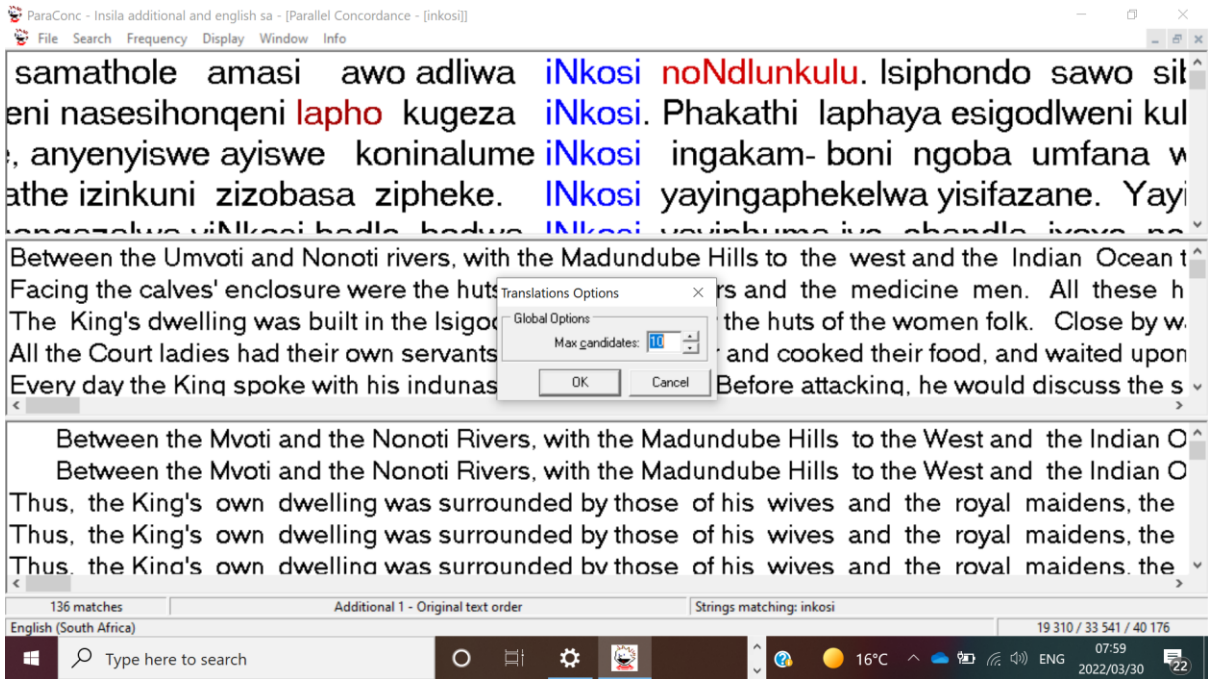 ParaConc - Insila additional and english sa - [Parallel Concordance - [inkosi]]
File Search Frequency Display Window Info
samathole amasi awo adliwa iNkosi noNdlunkulu. Isiphondo sawo
eni nasesihonqeni lapho kugeza iNkosi. Phakathi laphaya esigodlweni kul
, anyenyiswe ayiswe koninalume iNkosi ingakam- boni ngoba umfana w
athe izinkuni zizobasa zipheke. INkosi yayingaphekelwa yisifazane. Yayi
Between the Umvoti and Nonoti rivers, with the Madundube Hills to the west and the Indian Ocean t
Facing the calves' enclosure were the huts rs and the medicine men. All these h
The King's dwelling was built in the Isigo the huts of the women folk. Close by w
All the Court ladies had their own servants and cooked their food, and waited upon
Every day the King spoke with his indunas Before attacking, he would discuss the s
Translations Options
Global Options
Max candidates: 10
OK Cancel
Between the Mvoti and the Nonoti Rivers, with the Madundube Hills to the West and the Indian O
Between the Mvoti and the Nonoti Rivers, with the Madundube Hills to the West and the Indian O
Thus, the King's own dwelling was surrounded by those of his wives and the royal maidens, the
Thus, the King's own dwelling was surrounded by those of his wives and the royal maidens, the
Thus, the King's own dwelling was surrounded by those of his wives and the royal maidens, the
136 matches Additional 1 - Original text order Strings matching: inkosi
English (South Africa) 19 310 / 33 541 / 40 176
Type here to search 16°C ENG 07:59
2022/03/30 22